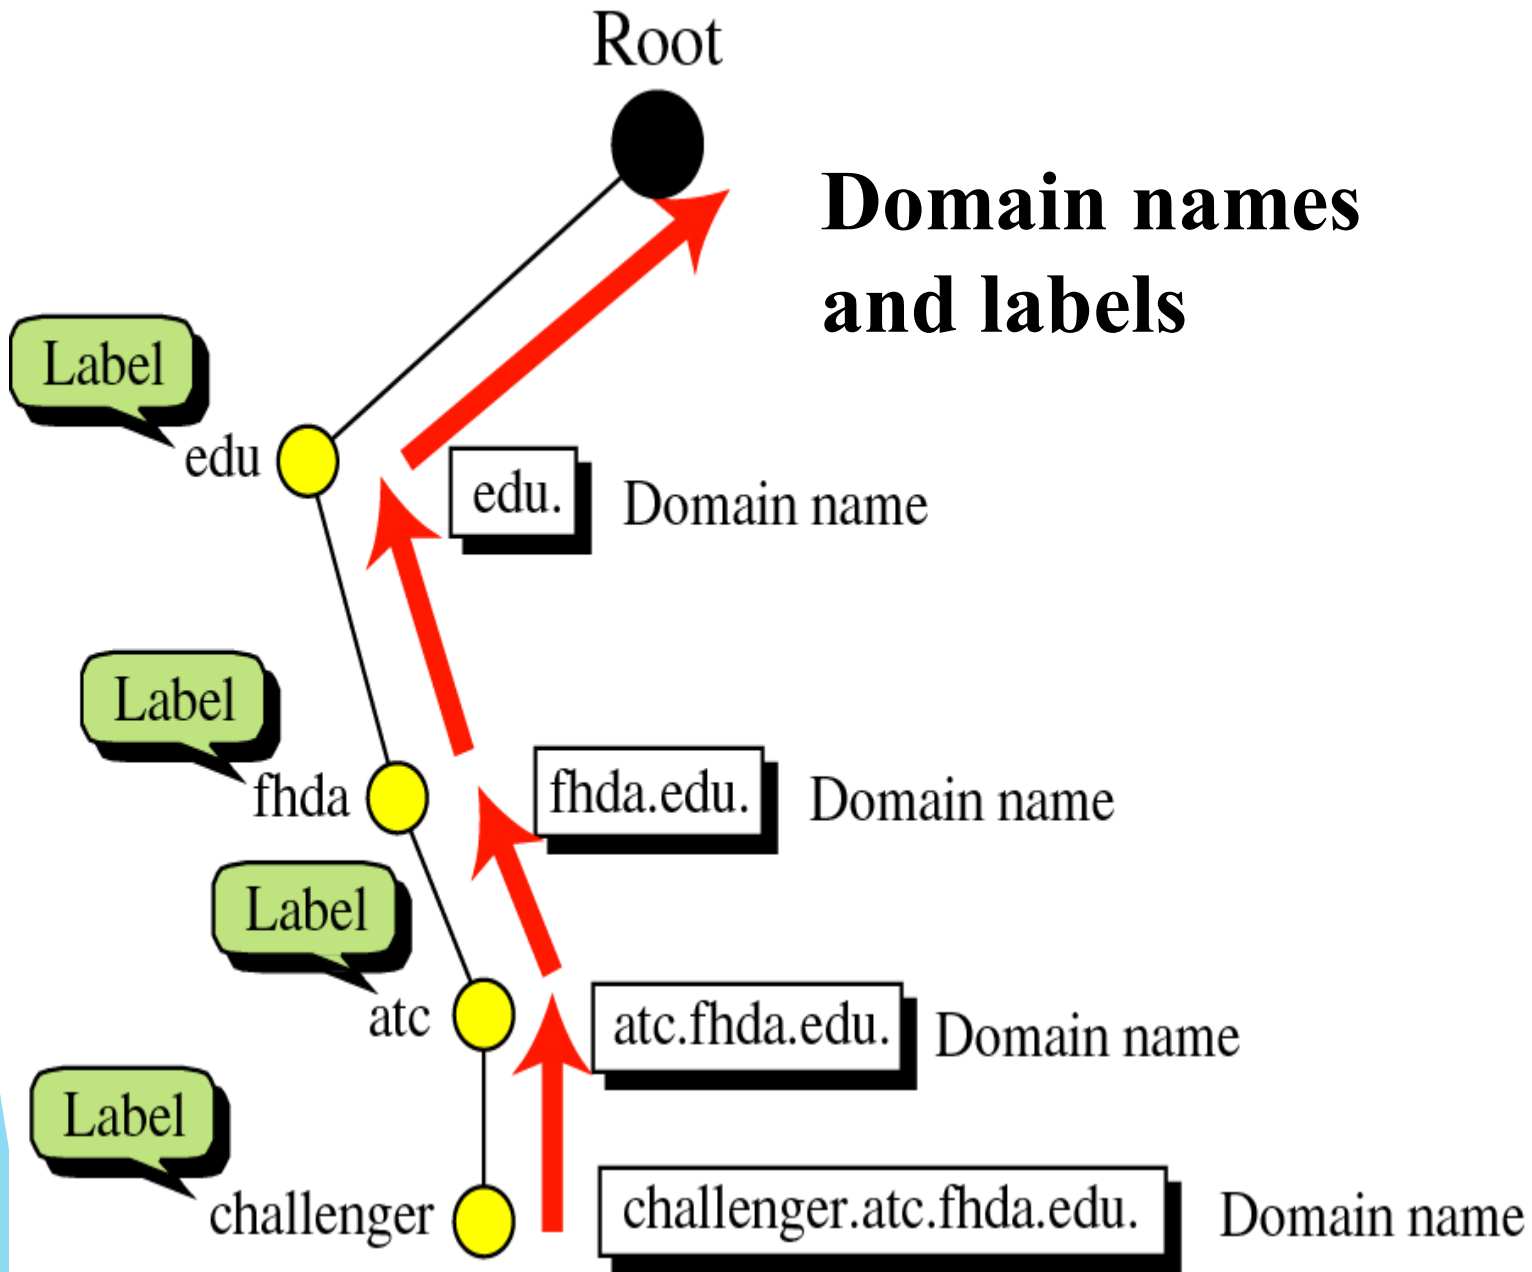 Root
Domain names
and labels
Label
edu
edu.
Domain name
Label
fhda
fhda.edu.
Domain name
Label
atc
atc.fhda.edu.
Domain name
Label
challenger
challenger.atc.fhda.edu.
Domain name